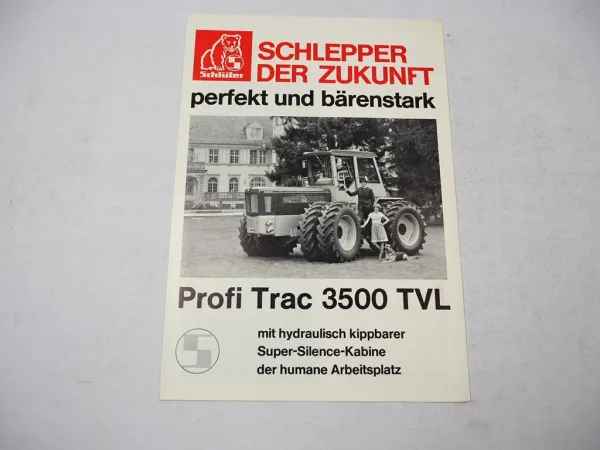 SCHLEPPER
DER ZUKUNFT
Schlüter
perfekt und bärenstark
Profi Trac 3500 TVL
mit hydraulisch kippbarer
Super-Silence-Kabine
der humane Arbeitsplatz